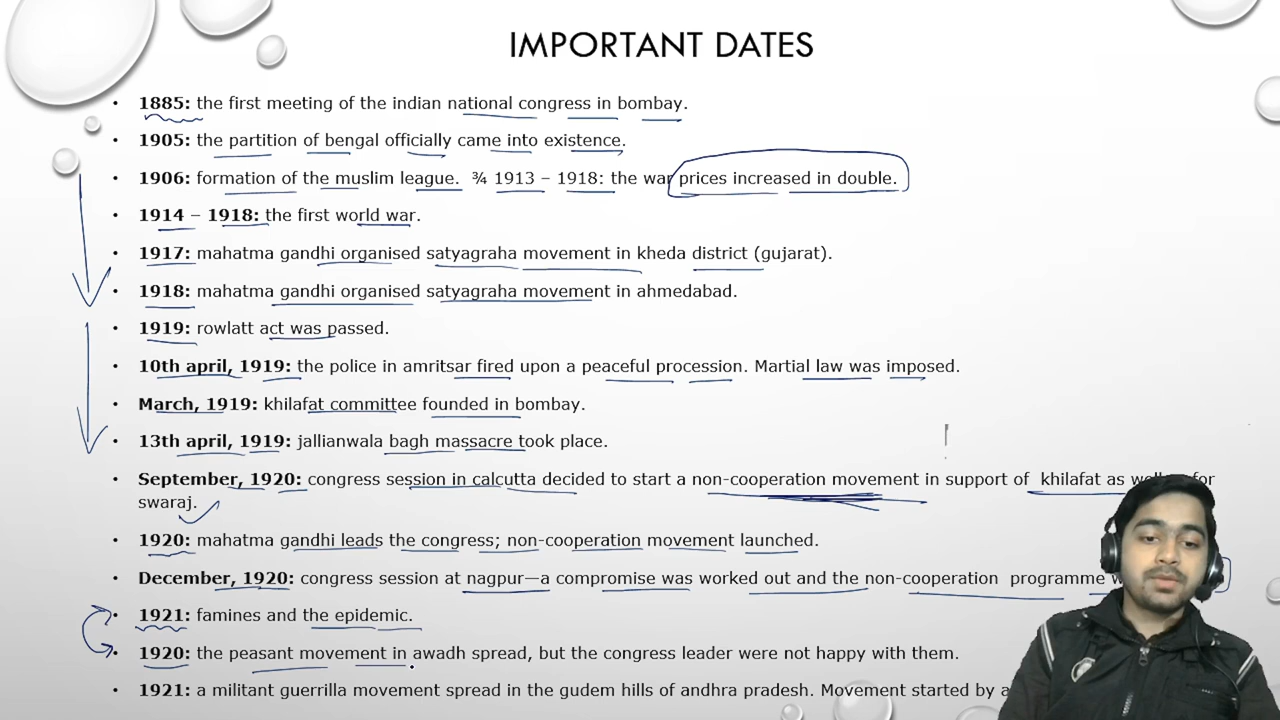 IMPORTANT DATES
• 1885: the first meeting of the indian national congress in bombay.
• 1905: the partition of bengal officially came into existence.
• 1906: formation of the muslim league. ¾ 1913 – 1918: the war prices increased in double.
• 1914 – 1918: the first world war.
• 1917: mahatma gandhi organised satyagraha movement in kheda district (gujarat).
• 1918: mahatma gandhi organised satyagraha movement in ahmedabad.
• 1919: rowlatt act was passed.
• 10th april, 1919: the police in amritsar fired upon a peaceful procession. Martial law was imposed.
• March, 1919: khilafat committee founded in bombay.
• 13th april, 1919: jallianwala bagh massacre took place.
• September, 1920: congress session in calcutta decided to start a non-cooperation movement in support of khilafat as for
swaraj.
• 1920: mahatma gandhi leads the congress; non-cooperation movement launched.
• December, 1920: congress session at nagpur—a compromise was worked out and the non-cooperation programme
• 1921: famines and the epidemic.
• 1920: the peasant movement in awadh spread, but the congress leader were not happy with them.
• 1921: a militant guerrilla movement spread in the gudem hills of andhra pradesh. Movement started by